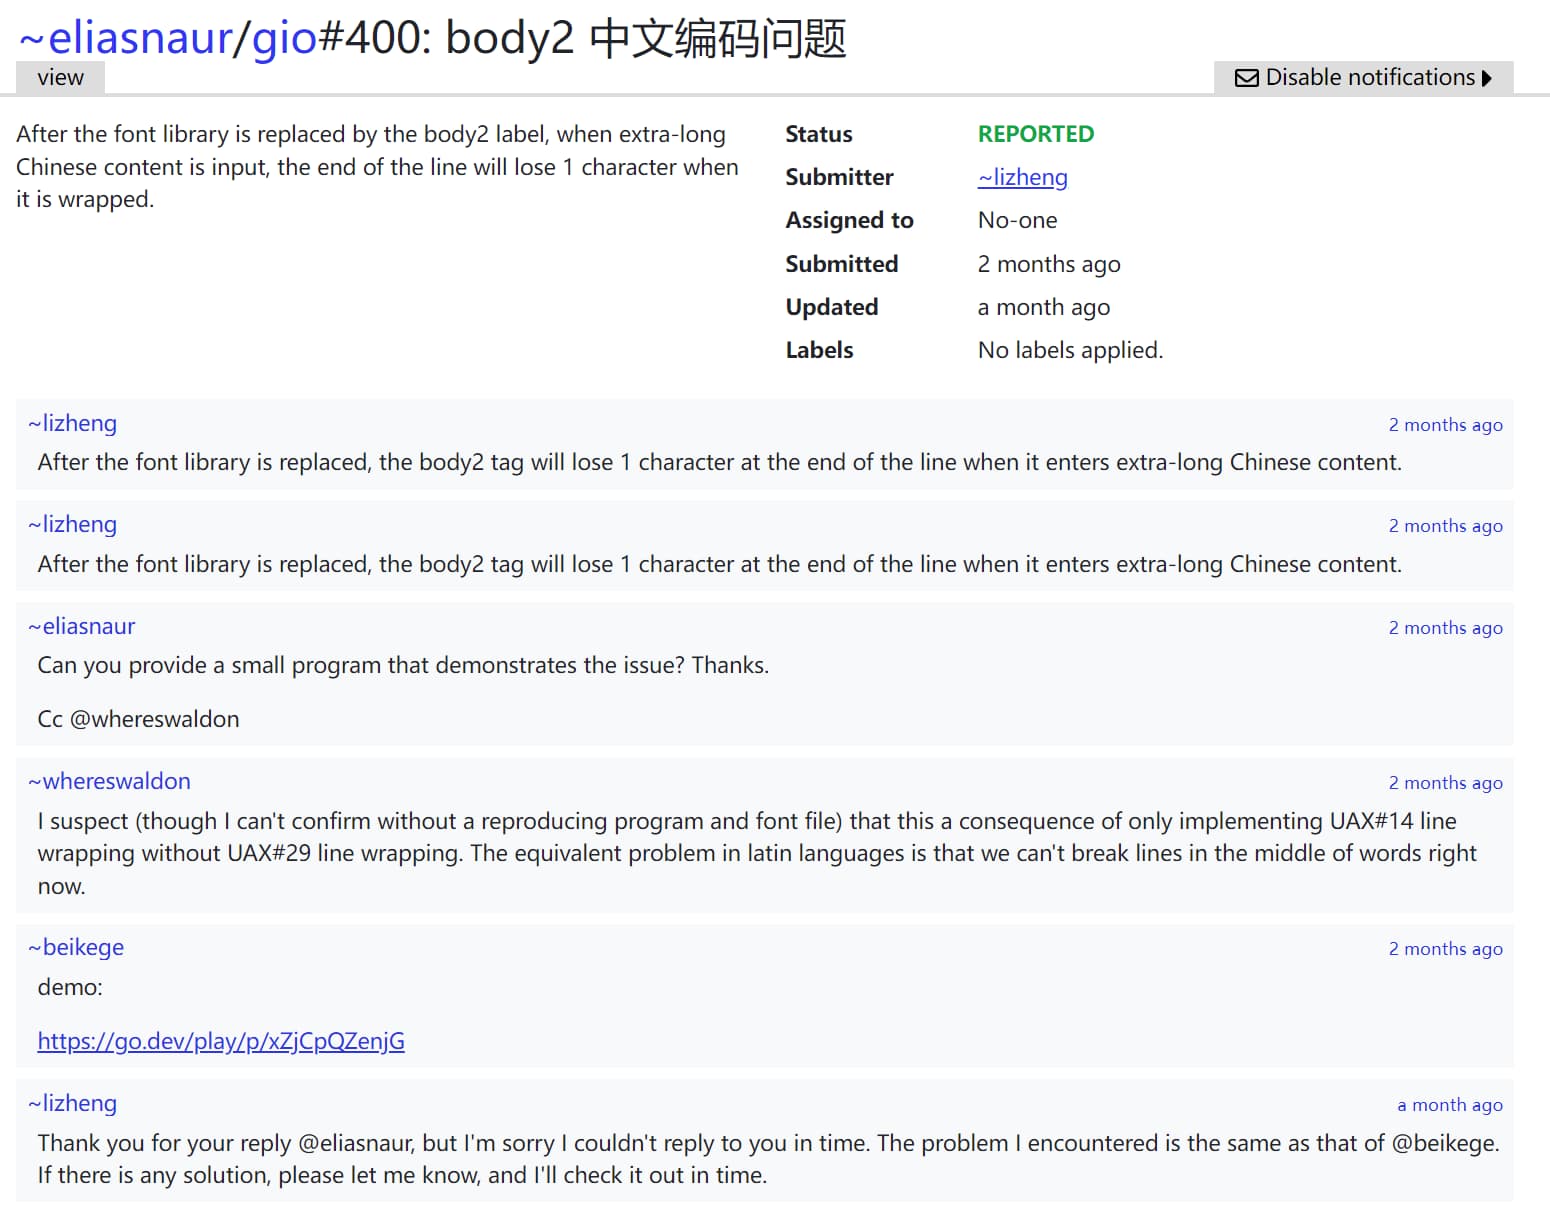 ~eliasnaur/gio#400: body2 中文编码问题
view
Disable notifications
After the font library is replaced by the body2 label, when extra-long
Chinese content is input, the end of the line will lose 1 character when
it is wrapped.
Status REPORTED
Submitter ~lizheng
Assigned to No-one
Submitted 2 months ago
Updated a month ago
Labels No labels applied.
~lizheng 2 months ago
After the font library is replaced, the body2 tag will lose 1 character at the end of the line when it enters extra-long Chinese content.
~lizheng 2 months ago
After the font library is replaced, the body2 tag will lose 1 character at the end of the line when it enters extra-long Chinese content.
~eliasnaur 2 months ago
Can you provide a small program that demonstrates the issue? Thanks.
Cc @whereswaldon
~whereswaldon 2 months ago
I suspect (though I can't confirm without a reproducing program and font file) that this a consequence of only implementing UAX#14 line
wrapping without UAX#29 line wrapping. The equivalent problem in latin languages is that we can't break lines in the middle of words right
now.
~beikege 2 months ago
demo:
https://go.dev/play/p/xZjCpQZenjG
~lizheng a month ago
Thank you for your reply @eliasnaur, but I'm sorry I couldn't reply to you in time. The problem I encountered is the same as that of @beikege.
If there is any solution, please let me know, and I'll check it out in time.